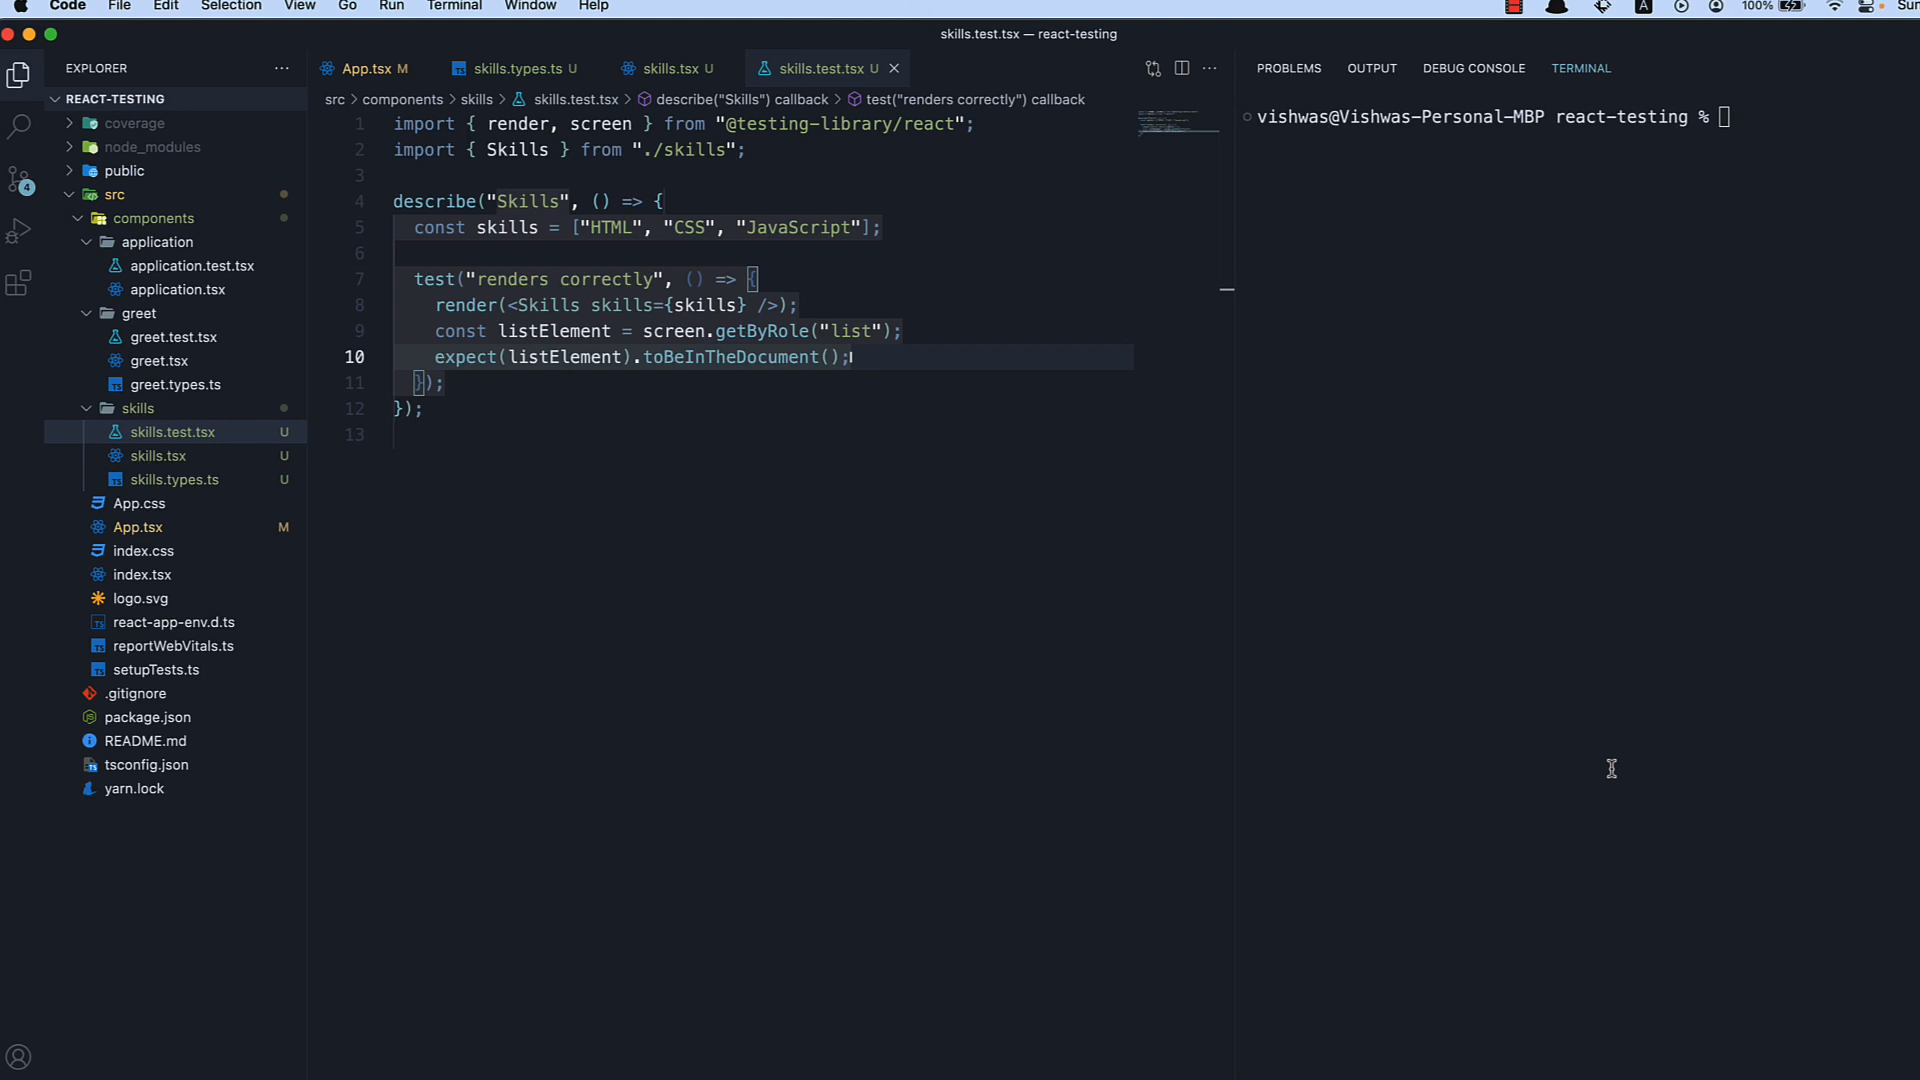 Code File Edit Selection View Go Run Terminal Window Help A 100% Sun
skills.test.tsx — react-testing
EXPLORER ···
App.tsx M
skills.types.ts U
skills.tsx U
skills.test.tsx U
PROBLEMS OUTPUT DEBUG CONSOLE TERMINAL
src > components > skills > skills.test.tsx > describe("Skills") callback > test("renders correctly") callback
REACT-TESTING
coverage
node_modules
public
src
components
application
application.test.tsx
application.tsx
greet
greet.test.tsx
greet.tsx
greet.types.ts
skills
skills.test.tsx U
skills.tsx U
skills.types.ts U
App.css
App.tsx M
index.css
index.tsx
logo.svg
react-app-env.d.ts
reportWebVitals.ts
setupTests.ts
.gitignore
package.json
README.md
tsconfig.json
yarn.lock
4
1 import { render, screen } from "@testing-library/react";
2 import { Skills } from "./skills";
3
4 describe("Skills", () => {
5 const skills = ["HTML", "CSS", "JavaScript"];
6
7 test("renders correctly", () => {
8 render(<Skills skills={skills} />);
9 const listElement = screen.getByRole("list");
10 expect(listElement).toBeInTheDocument();
11 });
12 });
13
vishwas@Vishwas-Personal-MBP react-testing %